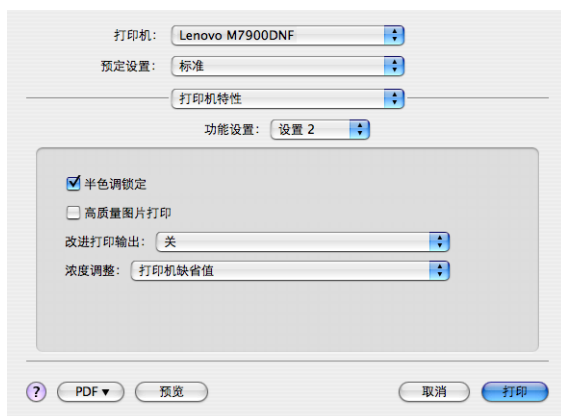 打印机： Lenovo M7900DNF
预定设置： 标准
打印机特性
功能设置： 设置 2
半色调锁定
高质量图片打印
改进打印输出： 关
浓度调整： 打印机缺省值
? PDF▼ 预览 取消 打印